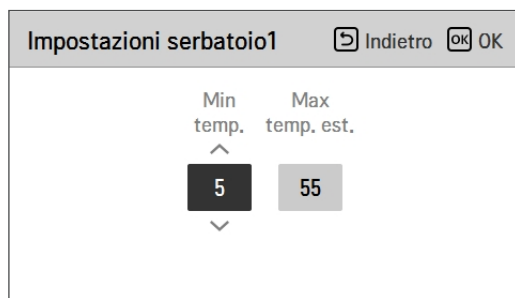 Impostazioni serbatoio1 Indietro OK OK
Min Max
temp. temp. est.
5 55